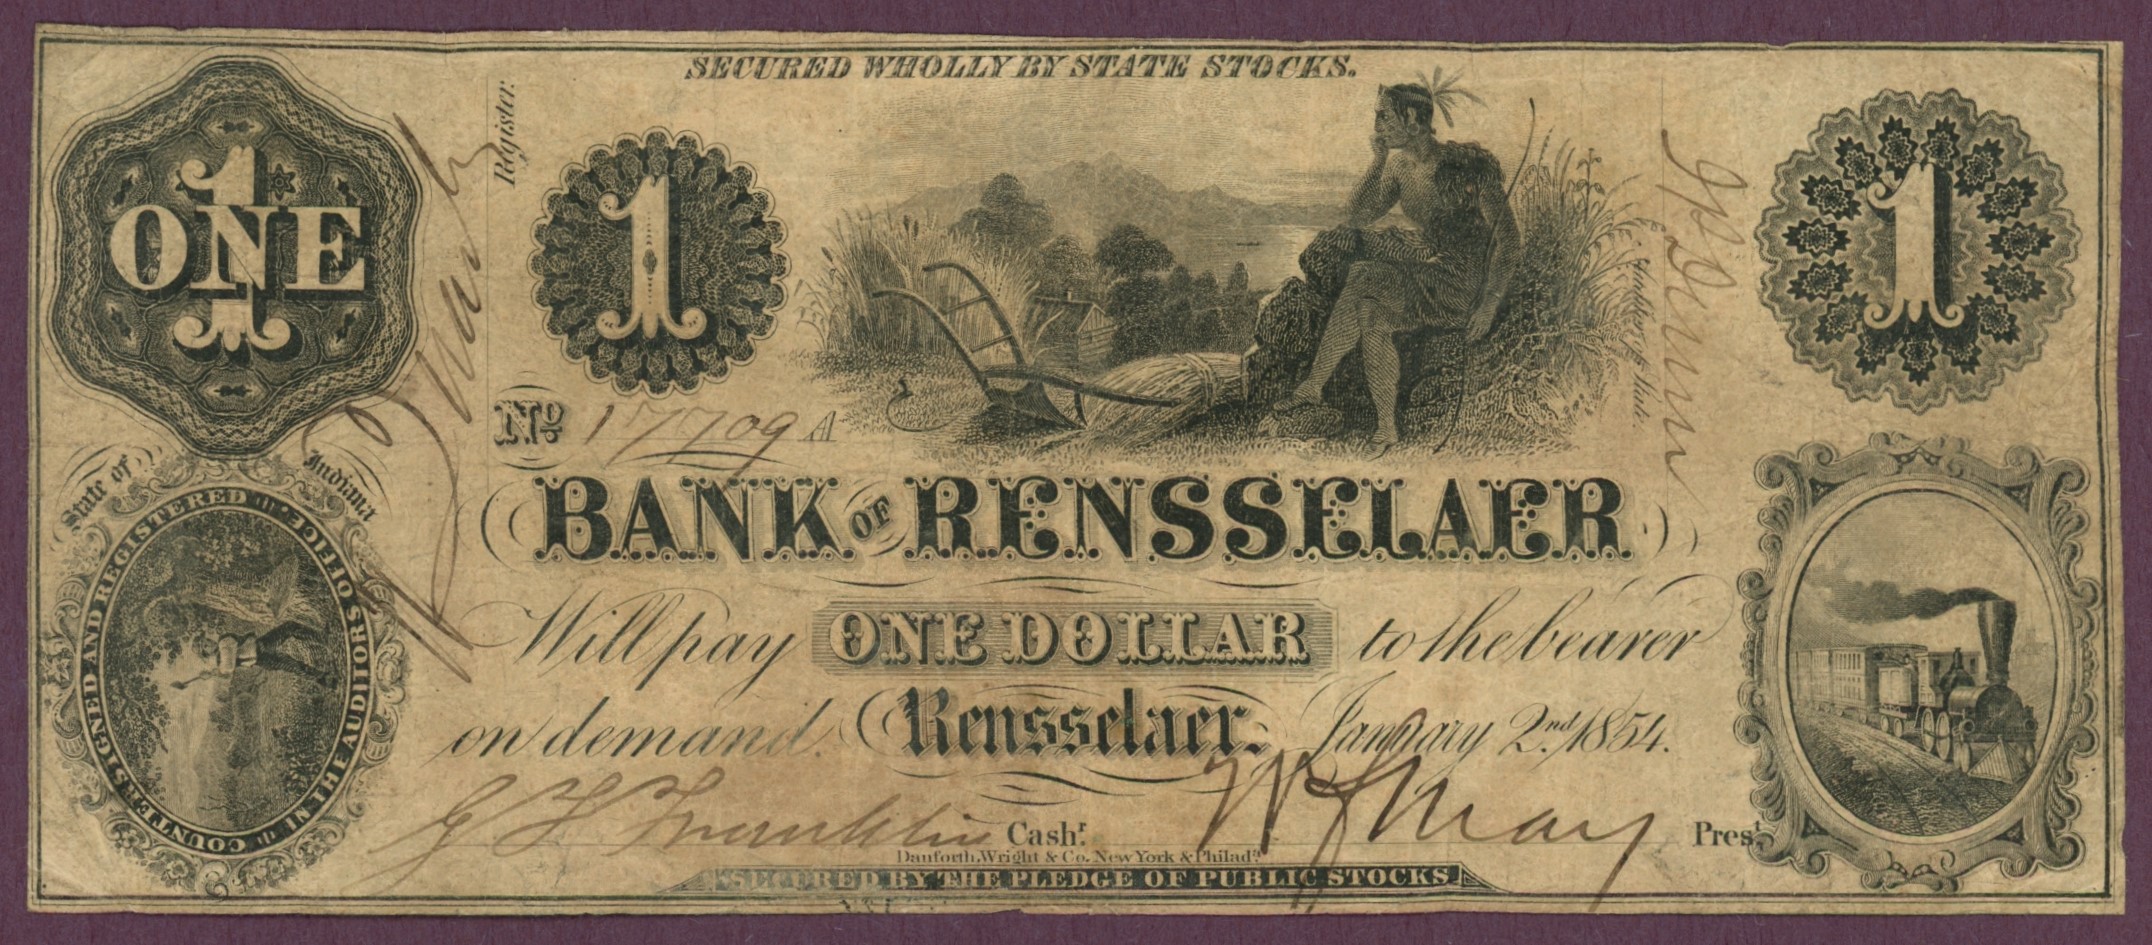 SECURED WHOLLY BY STATE STOCKS.
1
ONE
Register.
1
1
Auditor of State.
No 17709 A
State of Indiana
COUNTERSIGNED AND REGISTERED IN THE AUDITORS OFFICE.
BANK OF RENSSELAER.
Will pay ONE DOLLAR to the bearer
on demand. Rensselaer. January 2nd, 1854.
G F Franklin Cashr. W J May Prest.
Danforth, Wright & Co. New York & Philada.
SECURED BY THE PLEDGE OF PUBLIC STOCKS